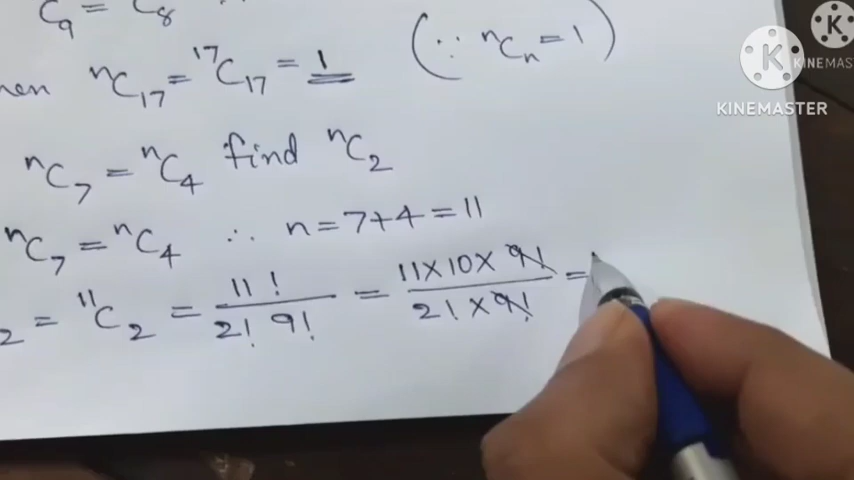 C₉ = C₈
ⁿC₁₇ = ¹⁷C₁₇ = 1 (∵ ⁿCₙ = 1)
ⁿC₇ = ⁿC₄ find ⁿC₂
ⁿC₇ = ⁿC₄ ∴ n = 7+4 = 11
₂ = ¹¹C₂ = 11! / 2! 9! = 11 × 10 × 9! / 2! × 9! =
K
KINEMASTER
K
KINEMAS